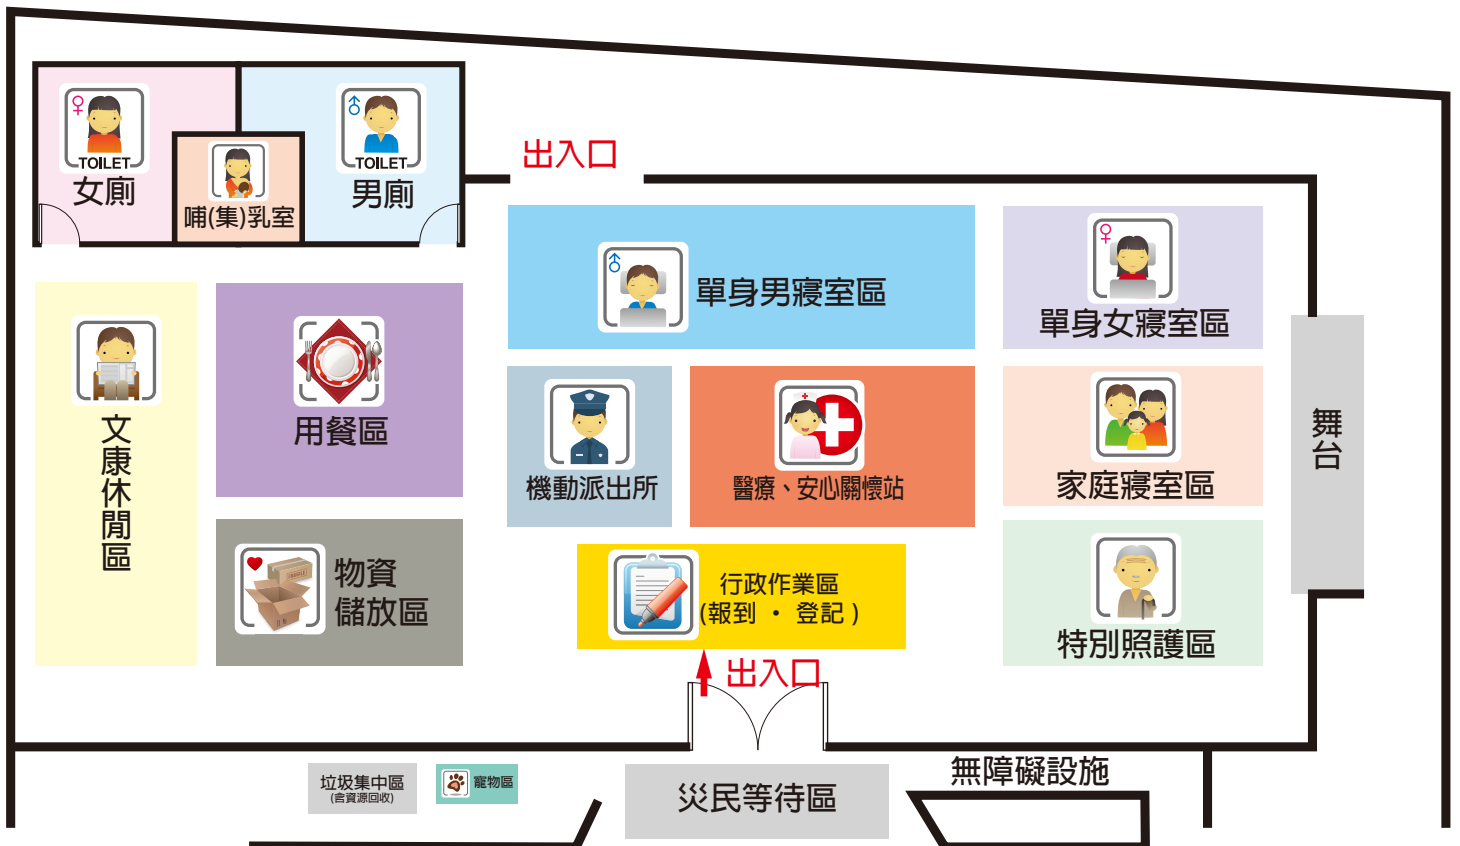 TOILET
女廁
哺(集)乳室
TOILET
男廁
出入口
單身男寢室區
單身女寢室區
文康休閒區
用餐區
機動派出所
醫療、安心關懷站
家庭寢室區
舞台
物資
儲放區
行政作業區
(報到 · 登記)
特別照護區
出入口
垃圾集中區
(含資源回收)
寵物區
災民等待區
無障礙設施